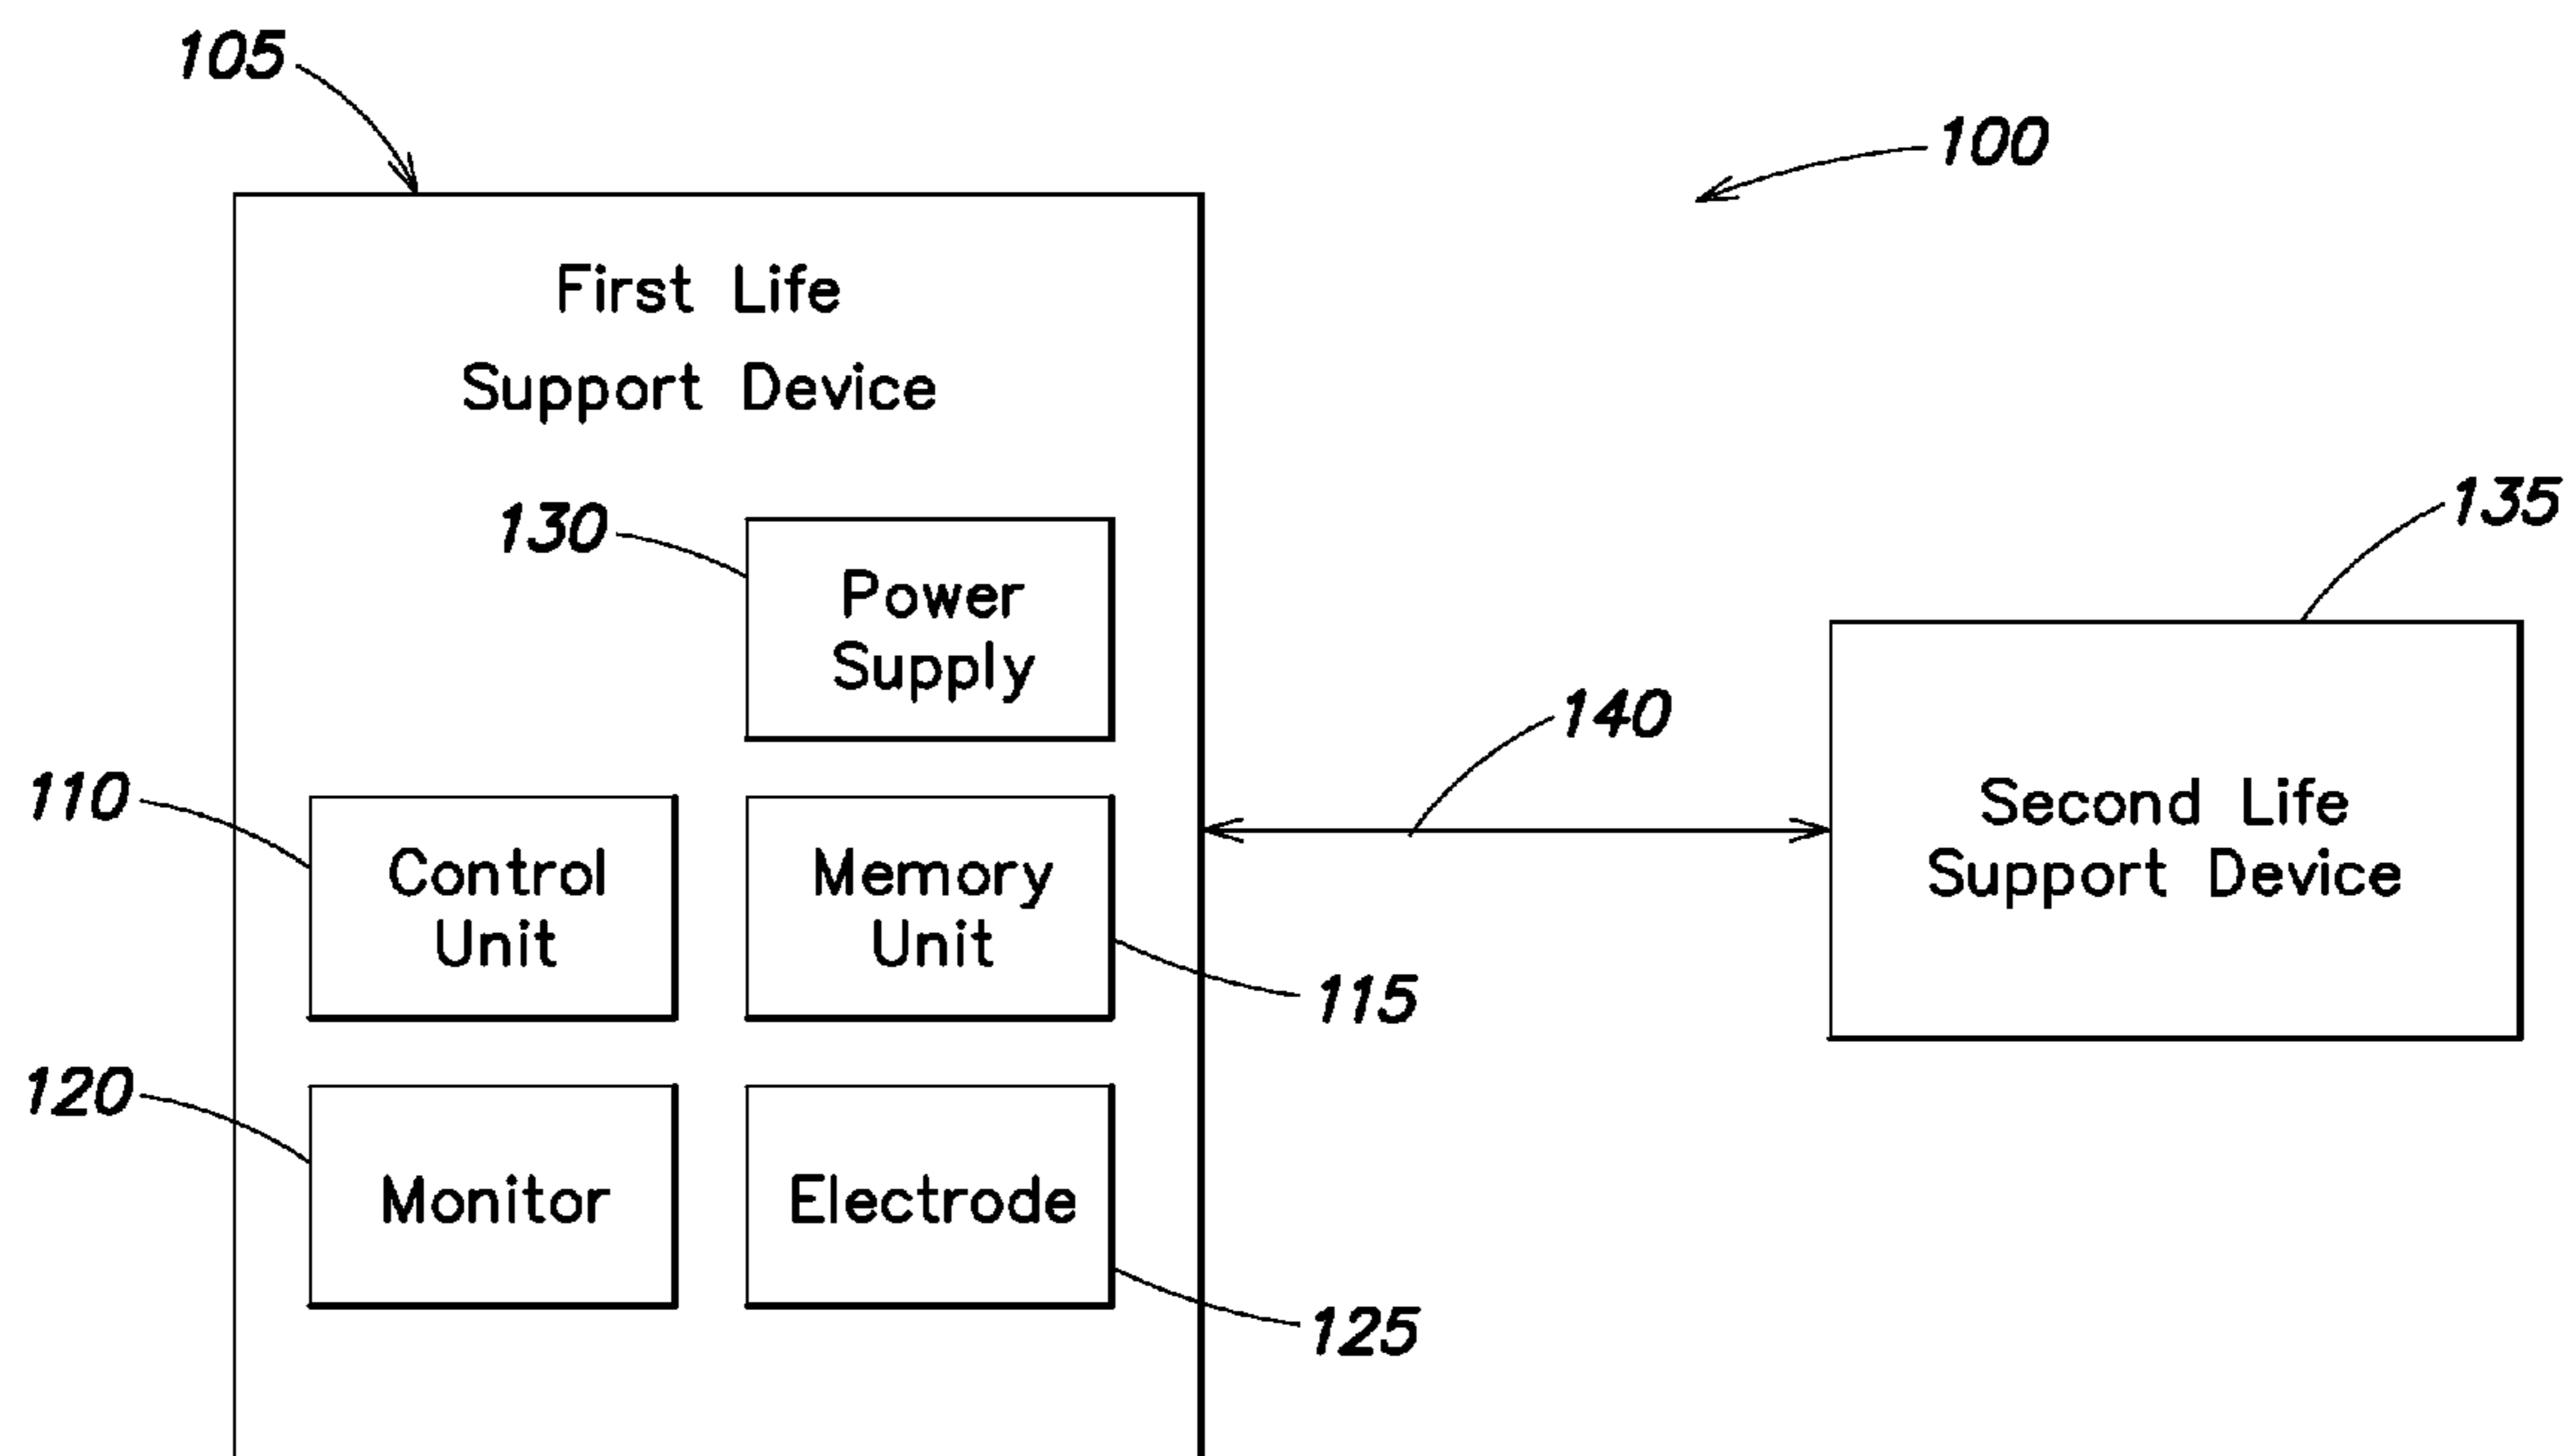 105
100
First Life
Support Device
130
Power
Supply
135
140
110
Control
Unit
Memory
Unit
115
Second Life
Support Device
120
Monitor
Electrode
125